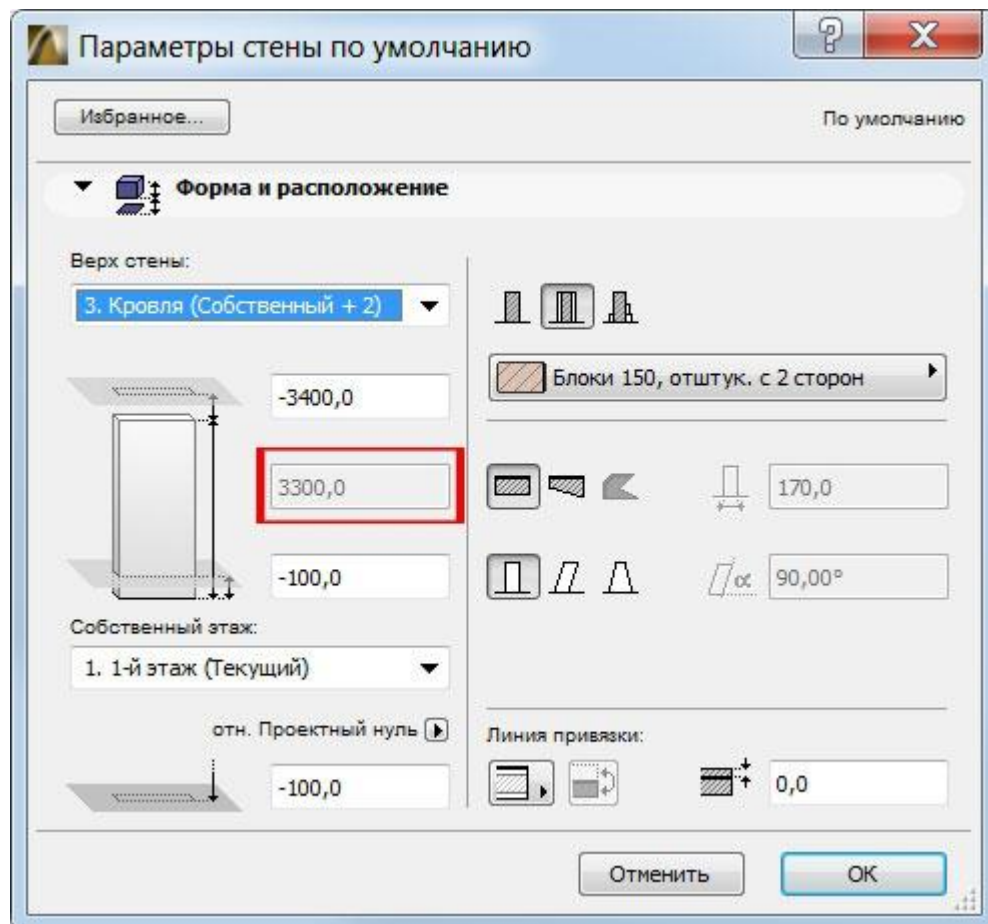 Параметры стены по умолчанию
Избранное...
По умолчанию
Форма и расположение
Верх стены:
3. Кровля (Собственный + 2)
-3400,0
3300,0
-100,0
Собственный этаж:
1. 1-й этаж (Текущий)
отн. Проектный нуль
-100,0
Блоки 150, отштук. с 2 сторон
170,0
α 90,00°
Линия привязки:
0,0
Отменить
ОК